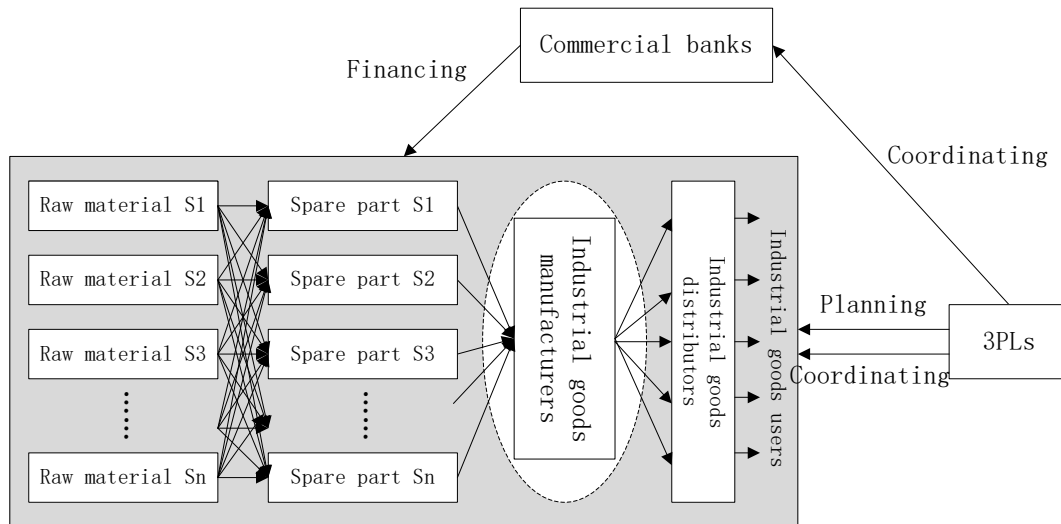 Commercial banks
Financing
Coordinating
Raw material S1
Spare part S1
Raw material S2
Spare part S2
Raw material S3
Spare part S3
Raw material Sn
Spare part Sn
Industrial goods
manufacturers
Industrial goods
distributors
Industrial goods users
Planning
Coordinating
3PLs